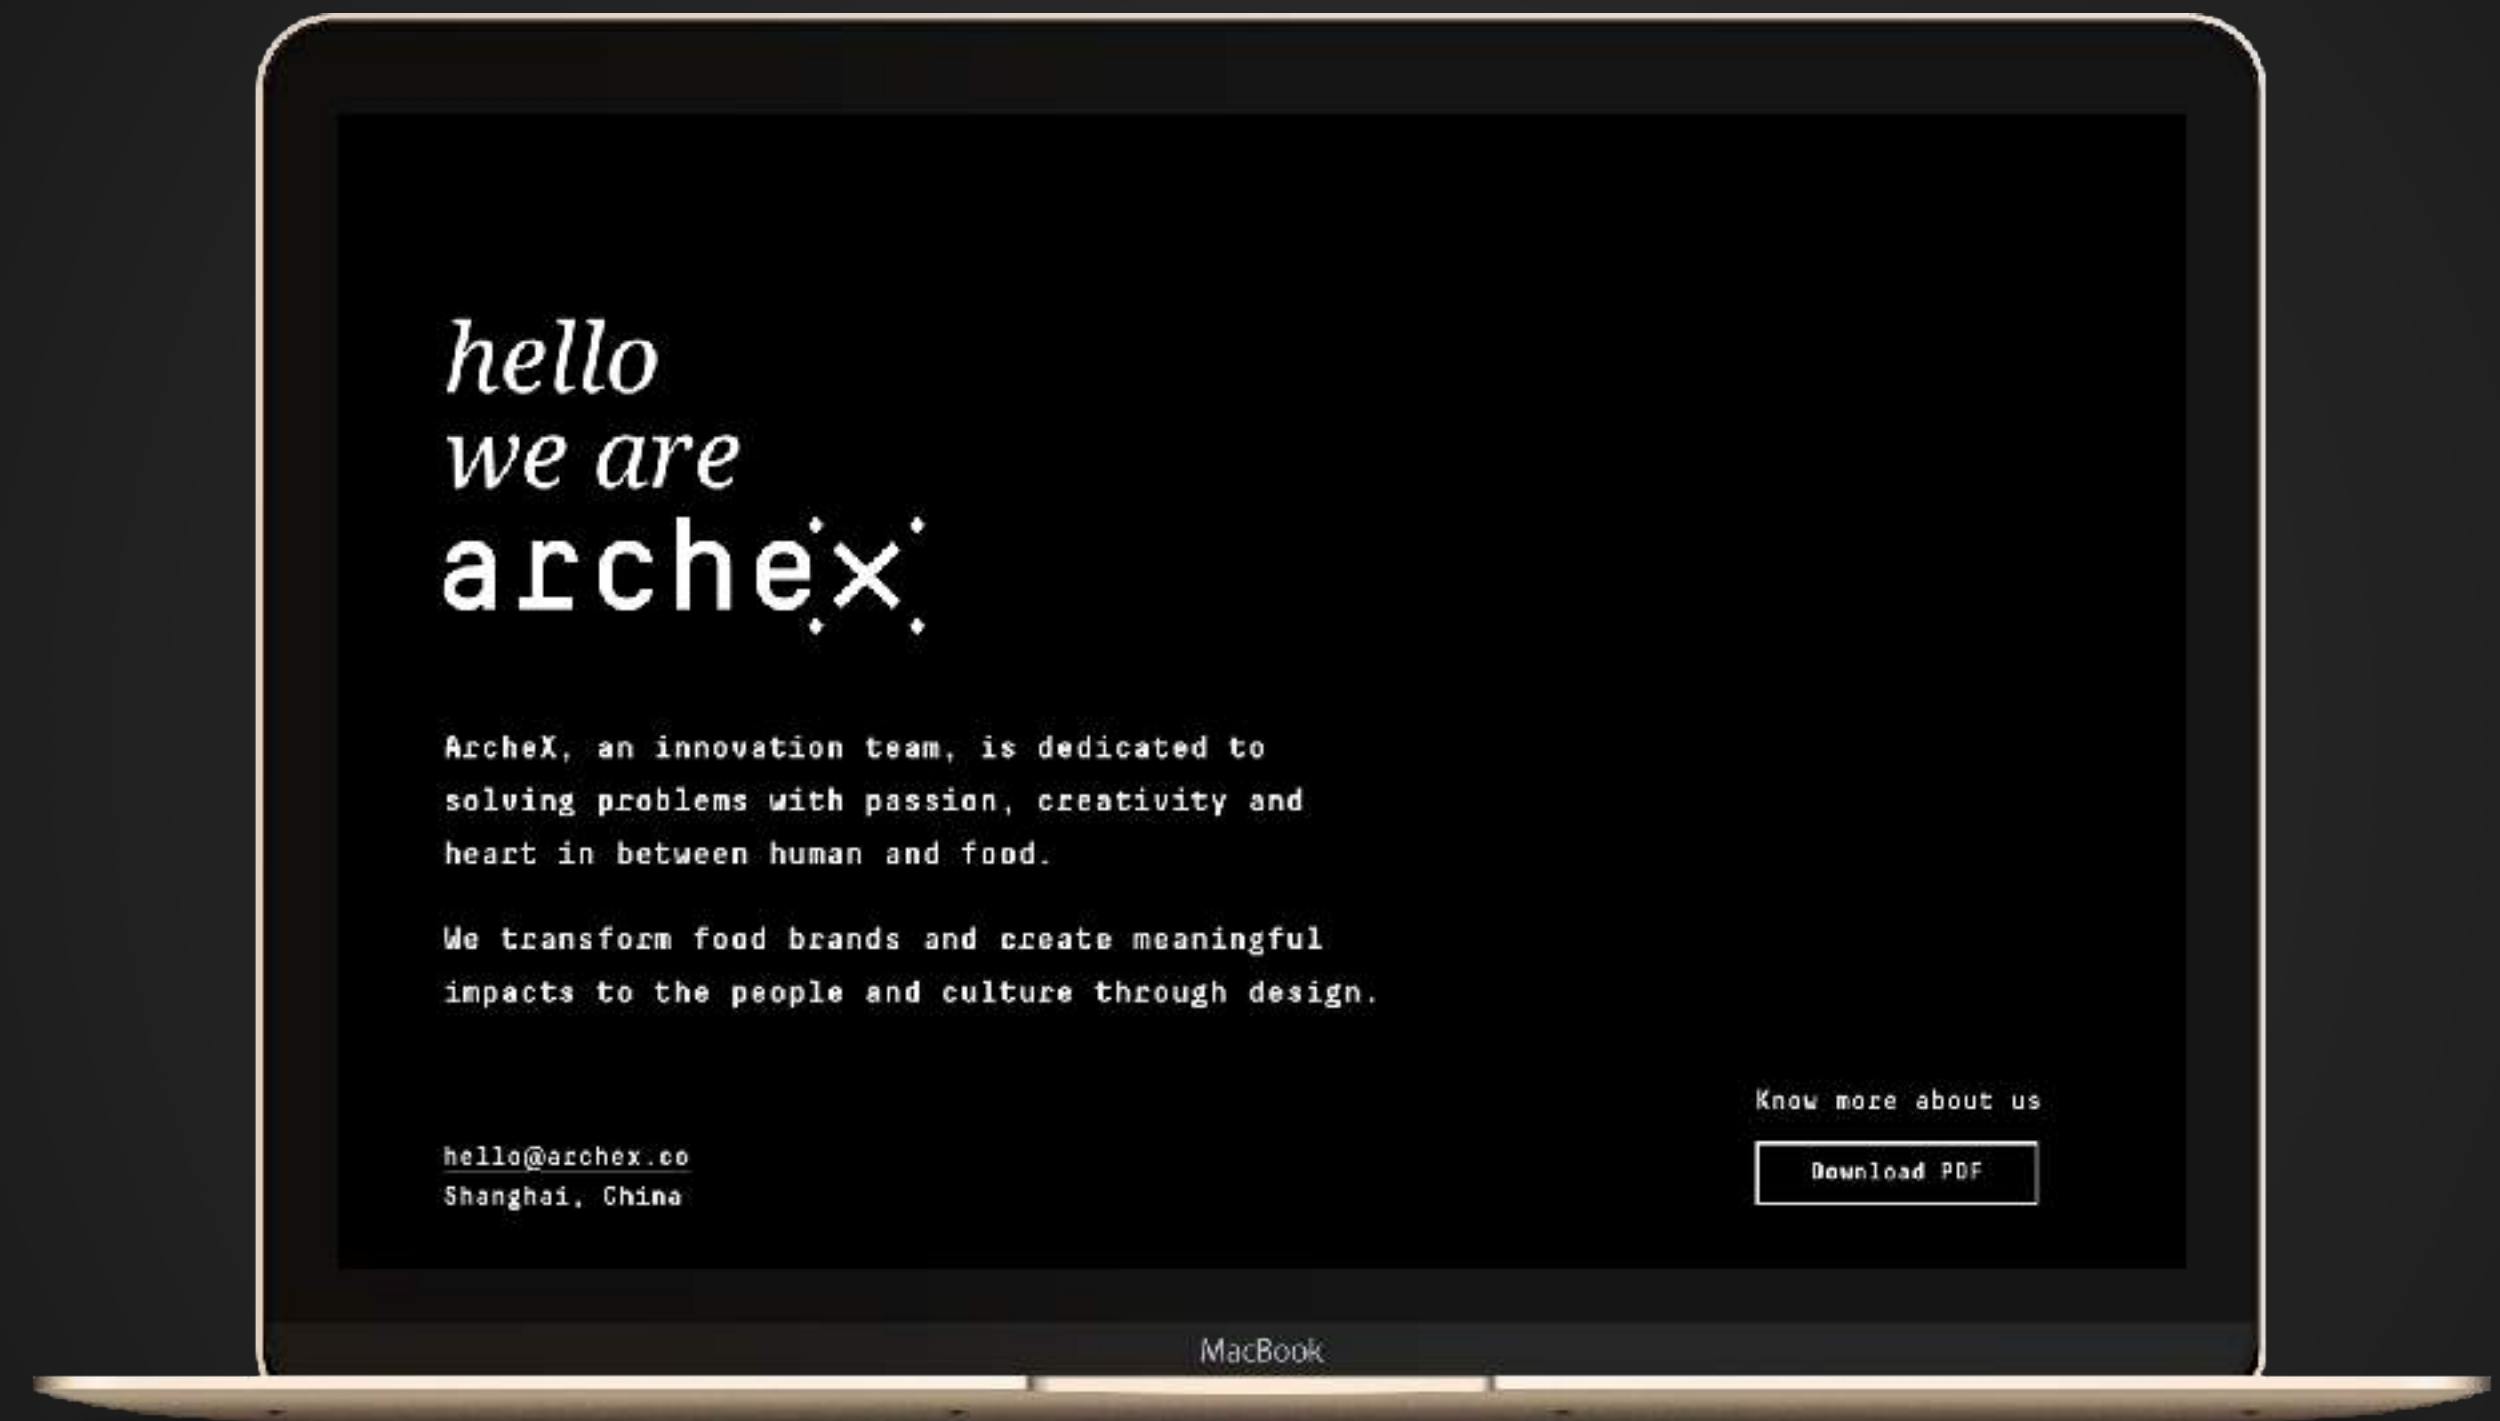 hello
we are
archex
ArcheX, an innovation team, is dedicated to
solving problems with passion, creativity and
heart in between human and food.
We transform food brands and create meaningful
impacts to the people and culture through design.
Know more about us
Download PDF
hello@archex.co
Shanghai, China
MacBook